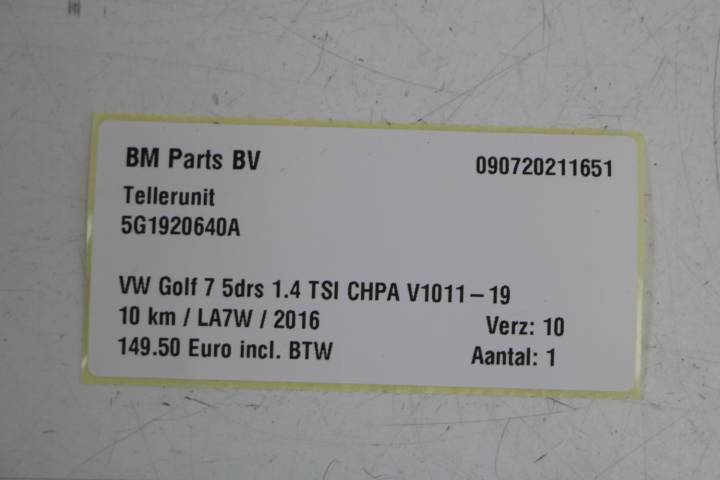 BM Parts BV 090720211651
Tellerunit
5G1920640A
VW Golf 7 5drs 1.4 TSI CHPA V1011-19
10 km / LA7W / 2016 Verz: 10
149.50 Euro incl. BTW Aantal: 1